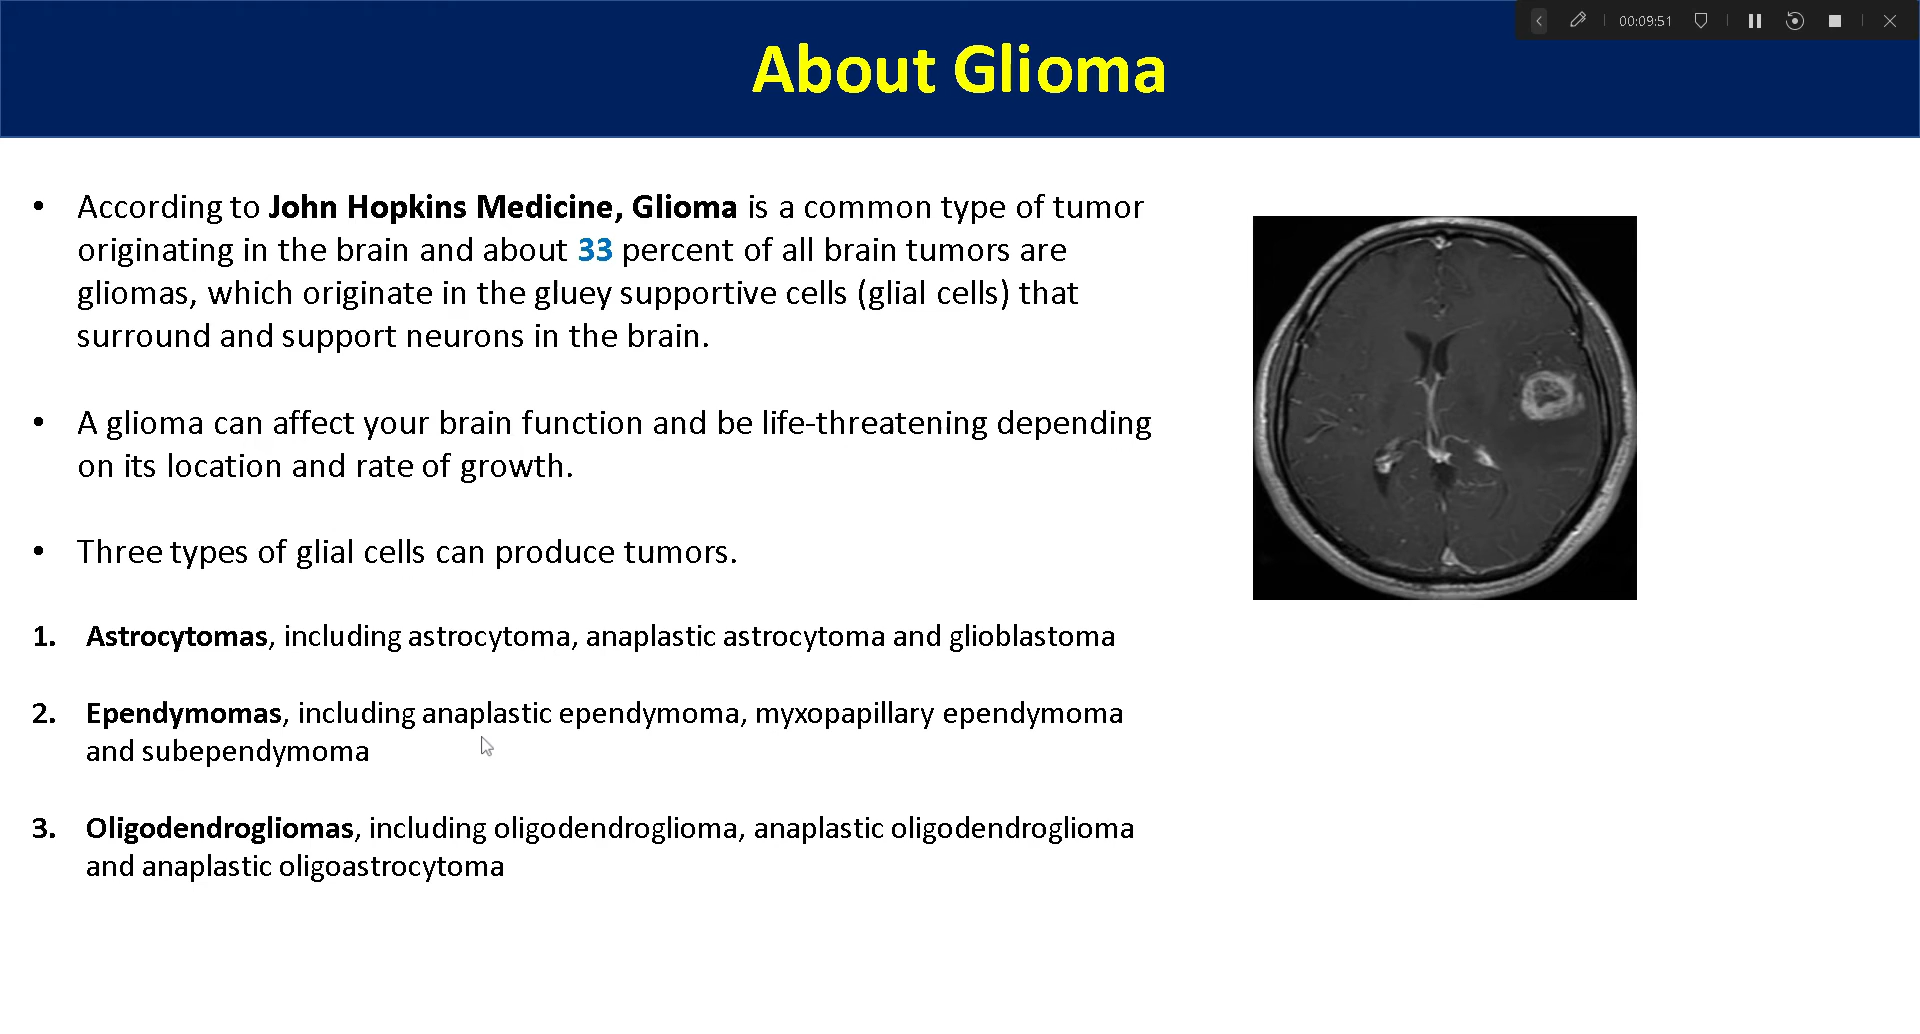 00:09:51
About Glioma
• According to John Hopkins Medicine, Glioma is a common type of tumor
originating in the brain and about 33 percent of all brain tumors are
gliomas, which originate in the gluey supportive cells (glial cells) that
surround and support neurons in the brain.
• A glioma can affect your brain function and be life-threatening depending
on its location and rate of growth.
• Three types of glial cells can produce tumors.
1. Astrocytomas, including astrocytoma, anaplastic astrocytoma and glioblastoma
2. Ependymomas, including anaplastic ependymoma, myxopapillary ependymoma
and subependymoma
3. Oligodendrogliomas, including oligodendroglioma, anaplastic oligodendroglioma
and anaplastic oligoastrocytoma